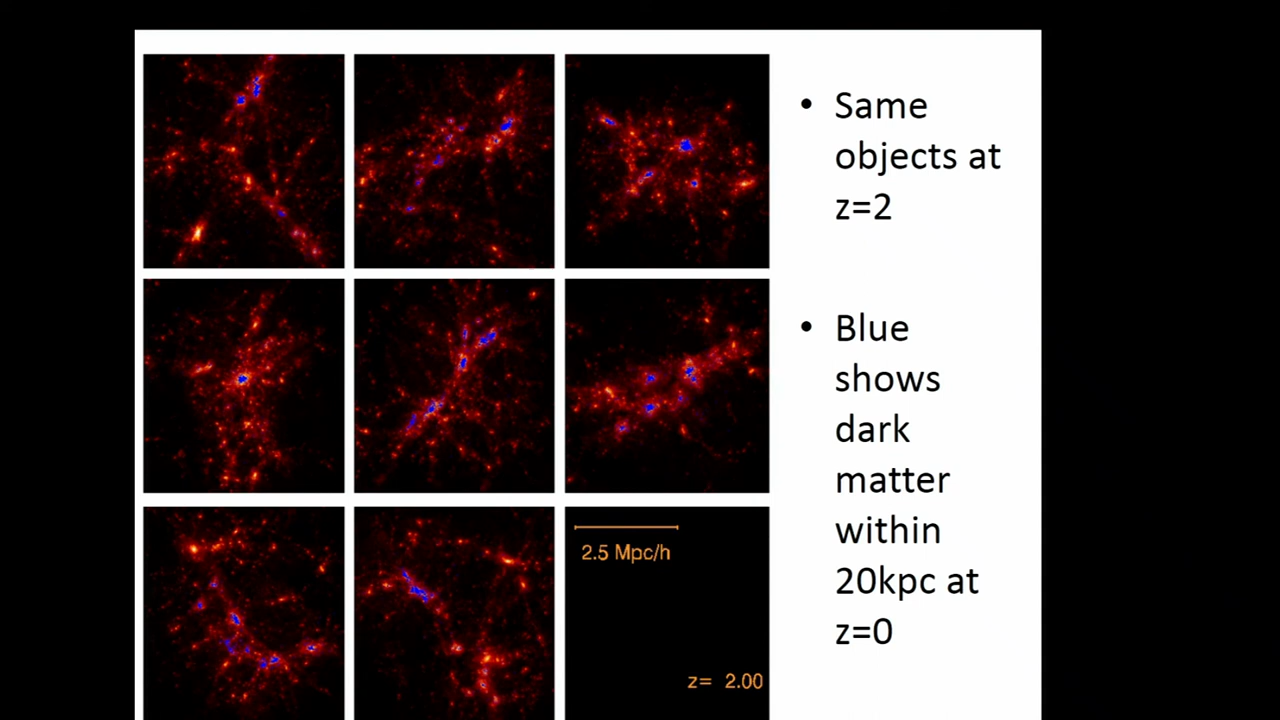 • Same
objects at
z=2
• Blue
shows
dark
matter
within
20kpc at
z=0
2.5 Mpc/h
z= 2.00